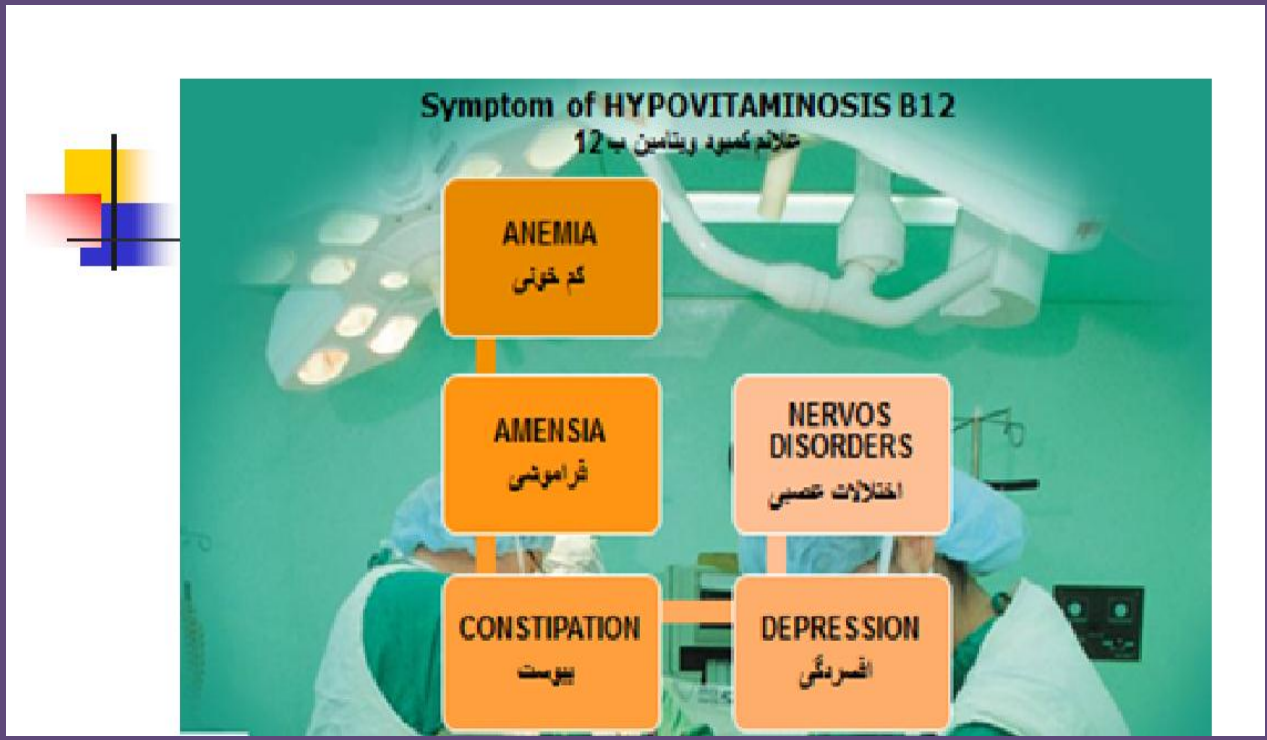 Symptom of HYPOVITAMINOSIS B12
علائم کمبود ویتامین ب 12
ANEMIA
کم خونی
AMENSIA
فراموشی
CONSTIPATION
یبوست
DEPRESSION
افسردگی
NERVOS
DISORDERS
اختلالات عصبی